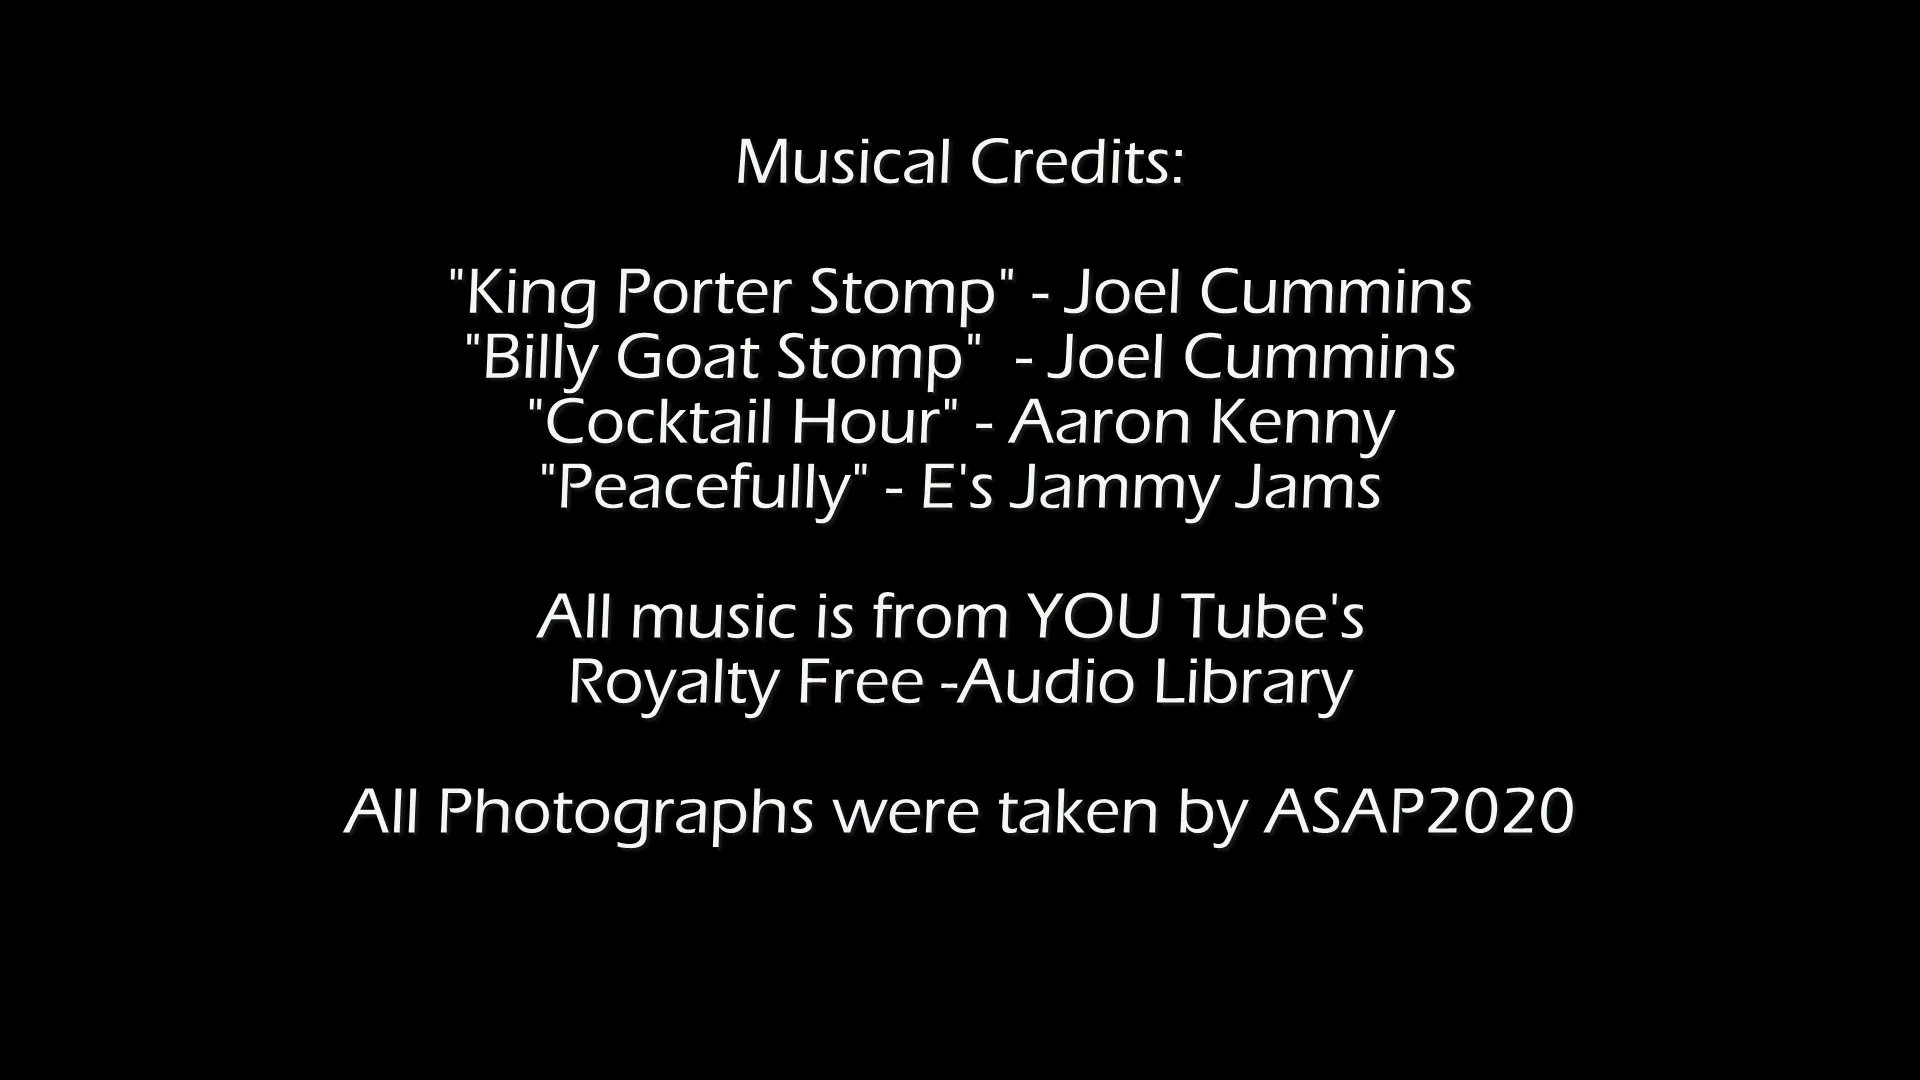 Musical Credits:
"King Porter Stomp" - Joel Cummins
"Billy Goat Stomp"  - Joel Cummins
"Cocktail Hour" - Aaron Kenny
"Peacefully" - E's Jammy Jams
All music is from YOU Tube's
Royalty Free -Audio Library
All Photographs were taken by ASAP2020